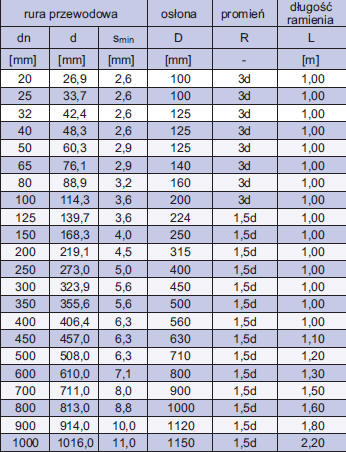 rura przewodowa osłona promień długość ramienia
dn d smin D R L
[mm] [mm] [mm] [mm] - [m]
20 26,9 2,6 100 3d 1,00
25 33,7 2,6 100 3d 1,00
32 42,4 2,6 125 3d 1,00
40 48,3 2,6 125 3d 1,00
50 60,3 2,9 125 3d 1,00
65 76,1 2,9 140 3d 1,00
80 88,9 3,2 160 3d 1,00
100 114,3 3,6 200 3d 1,00
125 139,7 3,6 224 1,5d 1,00
150 168,3 4,0 250 1,5d 1,00
200 219,1 4,5 315 1,5d 1,00
250 273,0 5,0 400 1,5d 1,00
300 323,9 5,6 450 1,5d 1,00
350 355,6 5,6 500 1,5d 1,00
400 406,4 6,3 560 1,5d 1,00
450 457,0 6,3 630 1,5d 1,10
500 508,0 6,3 710 1,5d 1,20
600 610,0 7,1 800 1,5d 1,30
700 711,0 8,0 900 1,5d 1,50
800 813,0 8,8 1000 1,5d 1,60
900 914,0 10,0 1120 1,5d 1,80
1000 1016,0 11,0 1150 1,5d 2,20